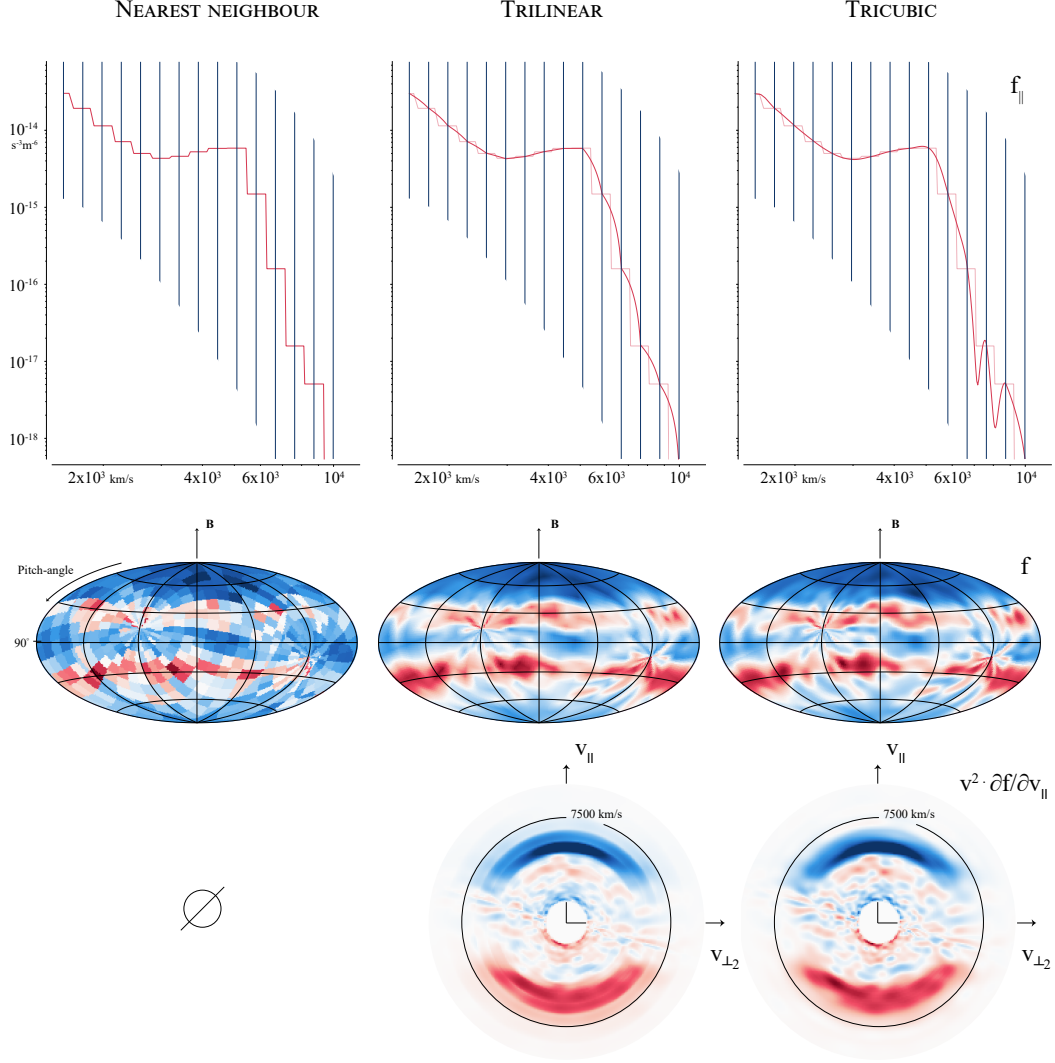 NEAREST NEIGHBOUR
TRILINEAR
TRICUBIC
f||
10-14
s-3m-6
10-15
10-16
10-17
10-18
2x10³ km/s 4x10³ 6x10³ 10⁴
2x10³ km/s 4x10³ 6x10³ 10⁴
2x10³ km/s 4x10³ 6x10³ 10⁴
B
B
B
Pitch-angle
f
90°
v||
v||
v² · ∂f/∂v||
7500 km/s
7500 km/s
v⊥2
v⊥2